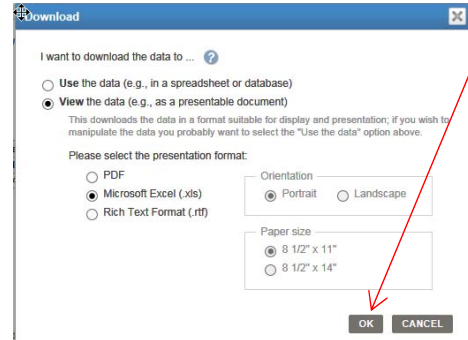 Download
I want to download the data to ... ?
Use the data (e.g., in a spreadsheet or database)
View the data (e.g., as a presentable document)
This downloads the data in a format suitable for display and presentation; if you wish to
manipulate the data you probably want to select the "Use the data" option above.
Please select the presentation format:
PDF
Microsoft Excel (.xls)
Rich Text Format (.rtf)
Orientation
Portrait Landscape
Paper size
8 1/2" x 11"
8 1/2" x 14"
OK CANCEL